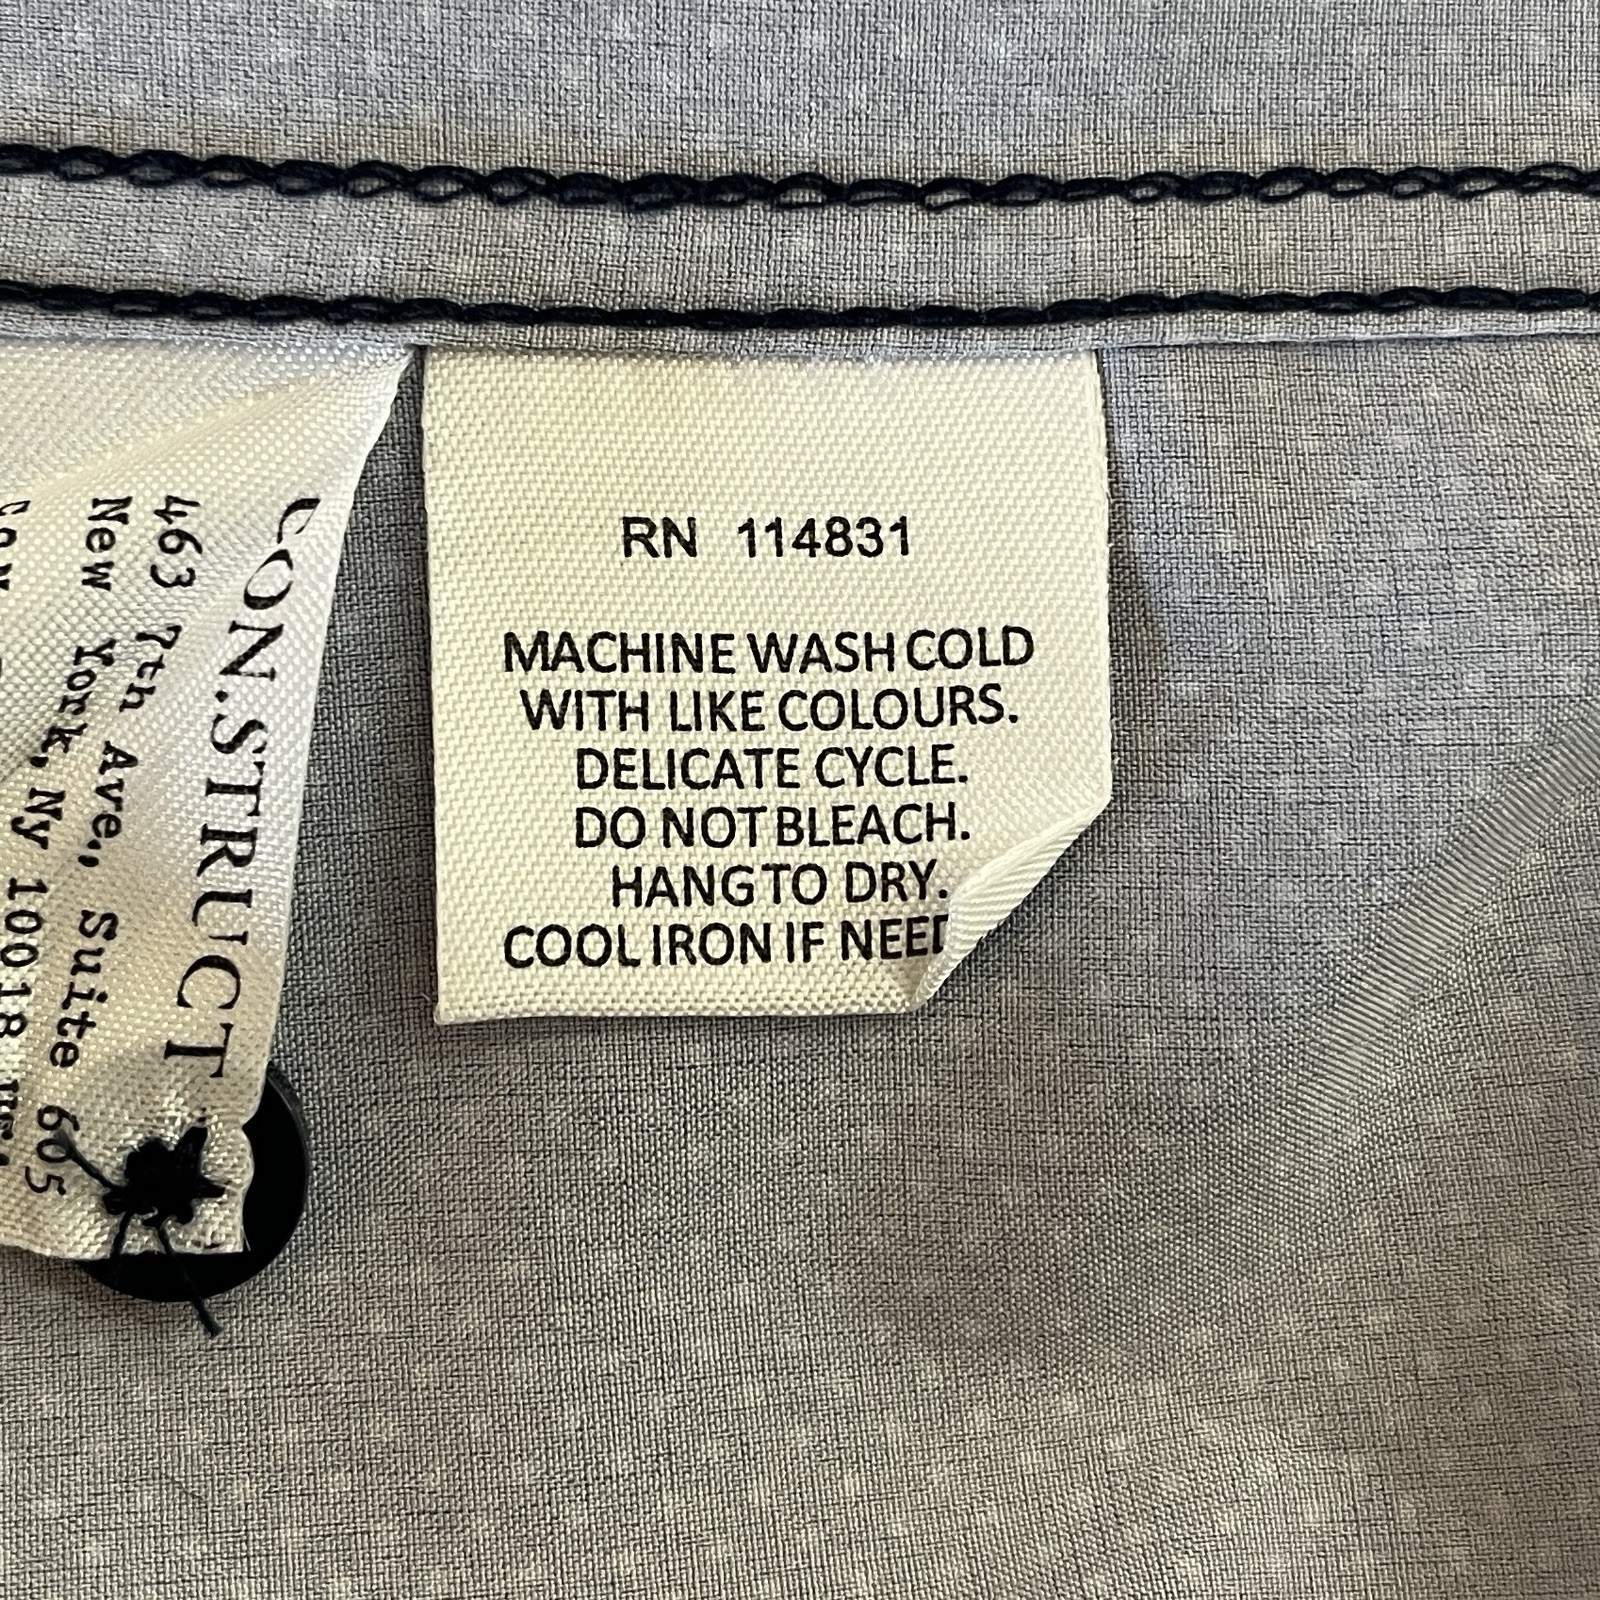 RN 114831
MACHINE WASH COLD
WITH LIKE COLOURS.
DELICATE CYCLE.
DO NOT BLEACH.
HANG TO DRY.
COOL IRON IF
CON.STRUCT
463 7th Ave., Suite 605
New York, Ny 10018